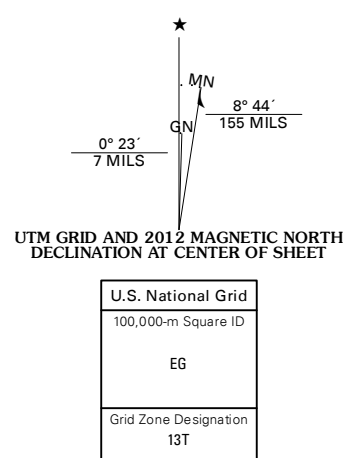 ★
MN
GN
8° 44´
155 MILS
0° 23´
7 MILS
UTM GRID AND 2012 MAGNETIC NORTH
DECLINATION AT CENTER OF SHEET
U.S. National Grid
100,000-m Square ID
EG
Grid Zone Designation
13T